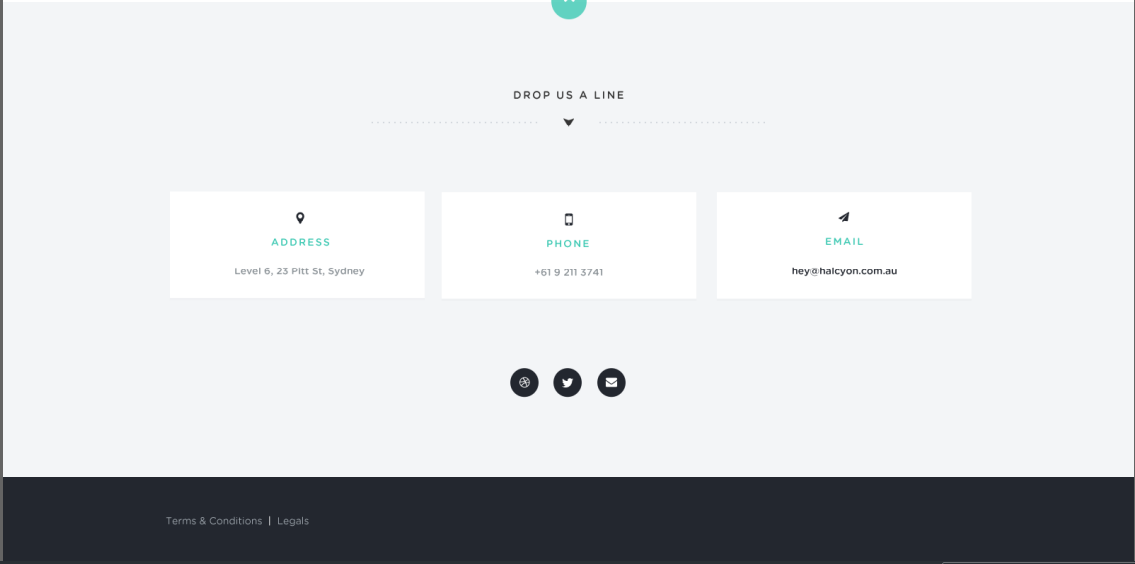 DROP US A LINE
ADDRESS
Level 6, 23 Pitt St, Sydney
PHONE
+61 9 211 3741
EMAIL
hey@halcyon.com.au
Terms & Conditions | Legals